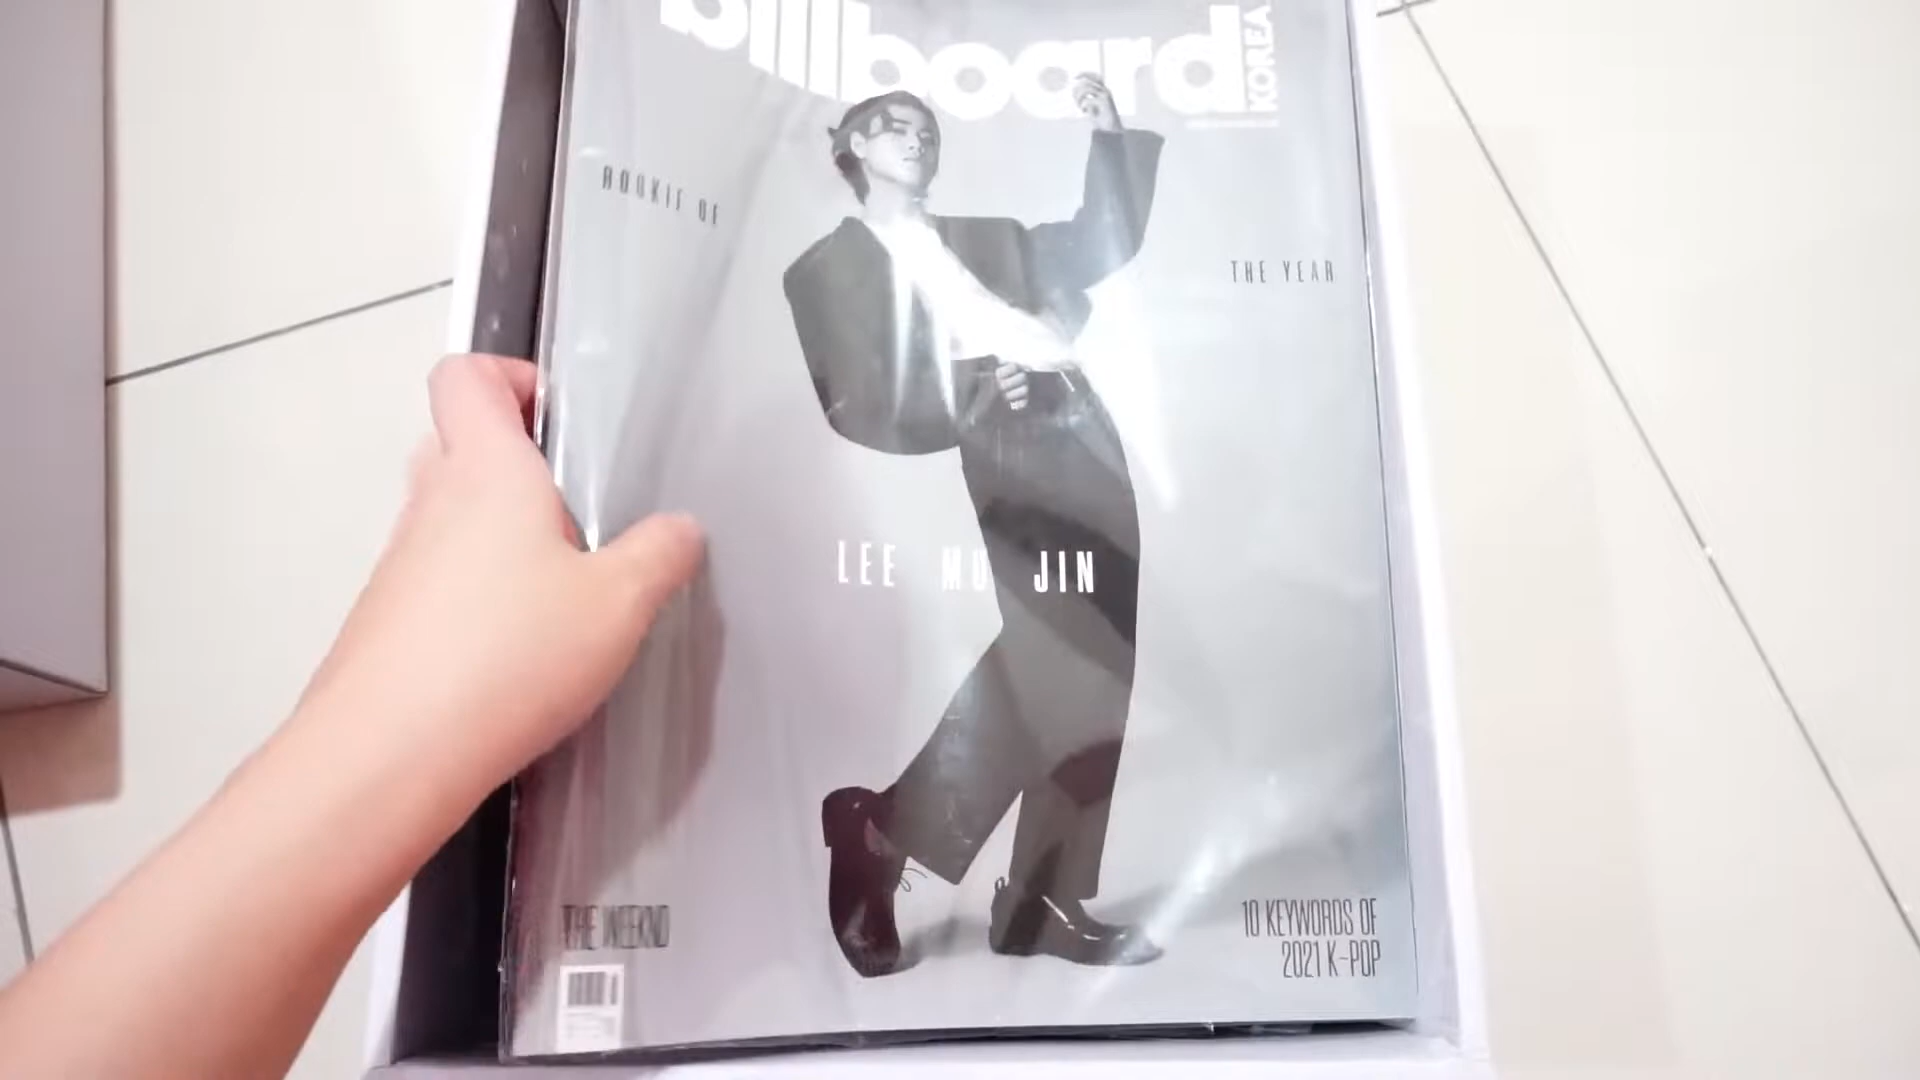 billboard
KOREA
ROOKIE OF
THE YEAR
LEE MU JIN
THE WEEKND
10 KEYWORDS OF
2021 K-POP